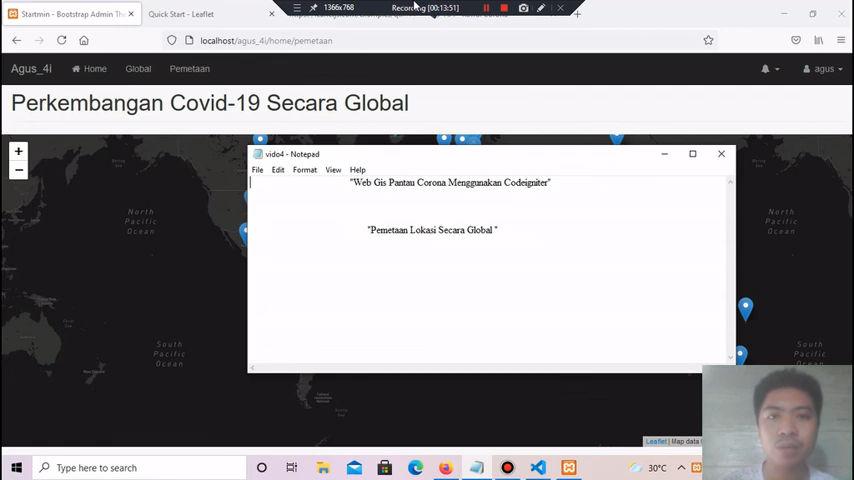 1366x768
Recording [00:13:51]
Startmin - Bootstrap Admin The
Quick Start - Leaflet
localhost/agus_4i/home/pemetaan
Agus_4i
Home
Global
Pemetaan
agus
Perkembangan Covid-19 Secara Global
+
−
vido4 - Notepad
File Edit Format View Help
"Web Gis Pantau Corona Menggunakan Codeigniter"
"Pemetaan Lokasi Secara Global "
North
Pacific
Ocean
North
Pacific
Ocean
South
Pacific
Ocean
South
Pacific
Ocean
Leaflet | Map data
Type here to search
30°C